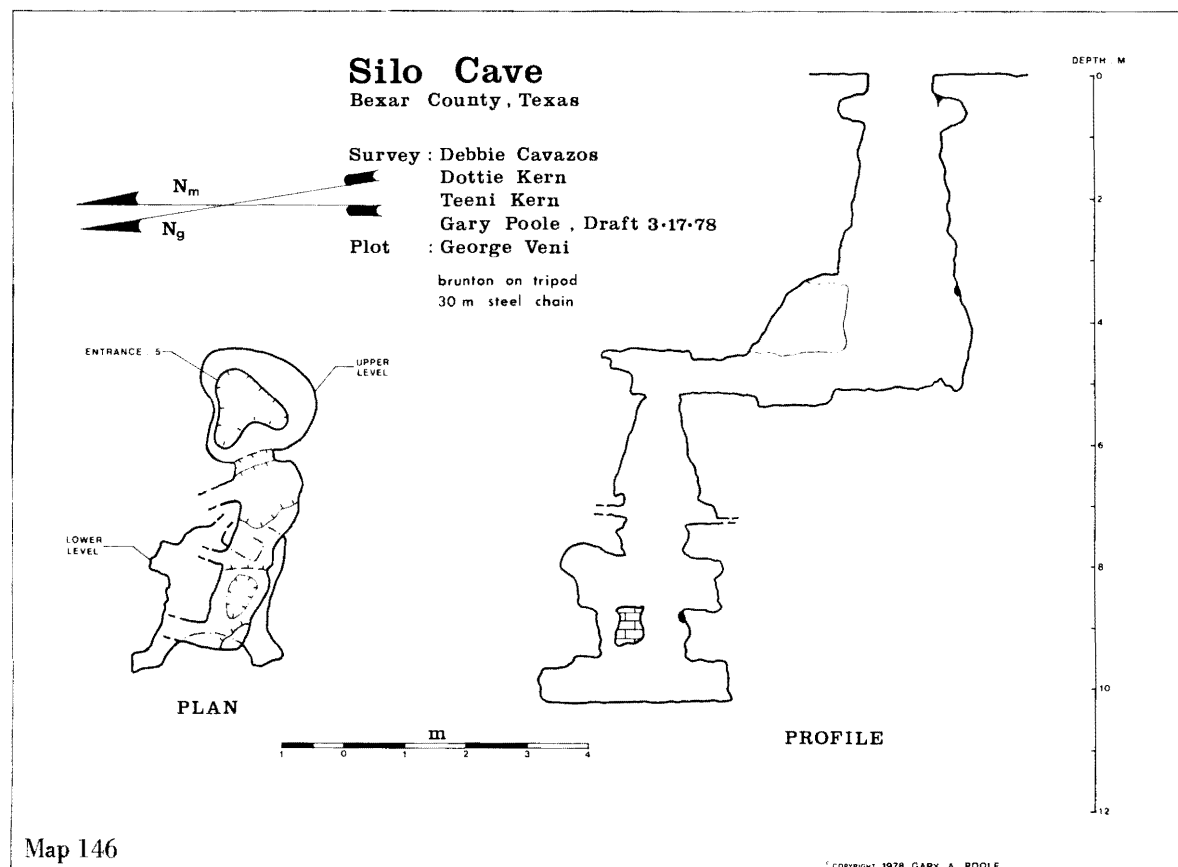 Silo Cave
Bexar County, Texas
Survey : Debbie Cavazos
Dottie Kern
Teeni Kern
Gary Poole , Draft 3·17·78
Plot : George Veni
brunton on tripod
30 m steel chain
Nm
Ng
DEPTH . M
0
2
4
6
8
10
12
ENTRANCE . 5
UPPER
LEVEL
LOWER
LEVEL
PLAN
PROFILE
m
1 0 1 2 3 4
Map 146
© COPYRIGHT 1978 GARY A. POOLE